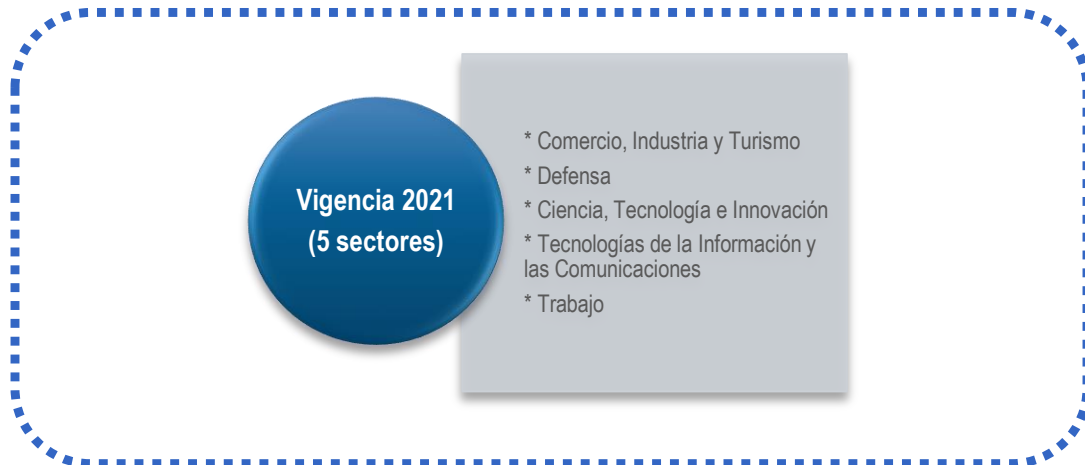 Vigencia 2021
(5 sectores)
* Comercio, Industria y Turismo
* Defensa
* Ciencia, Tecnología e Innovación
* Tecnologías de la Información y
las Comunicaciones
* Trabajo